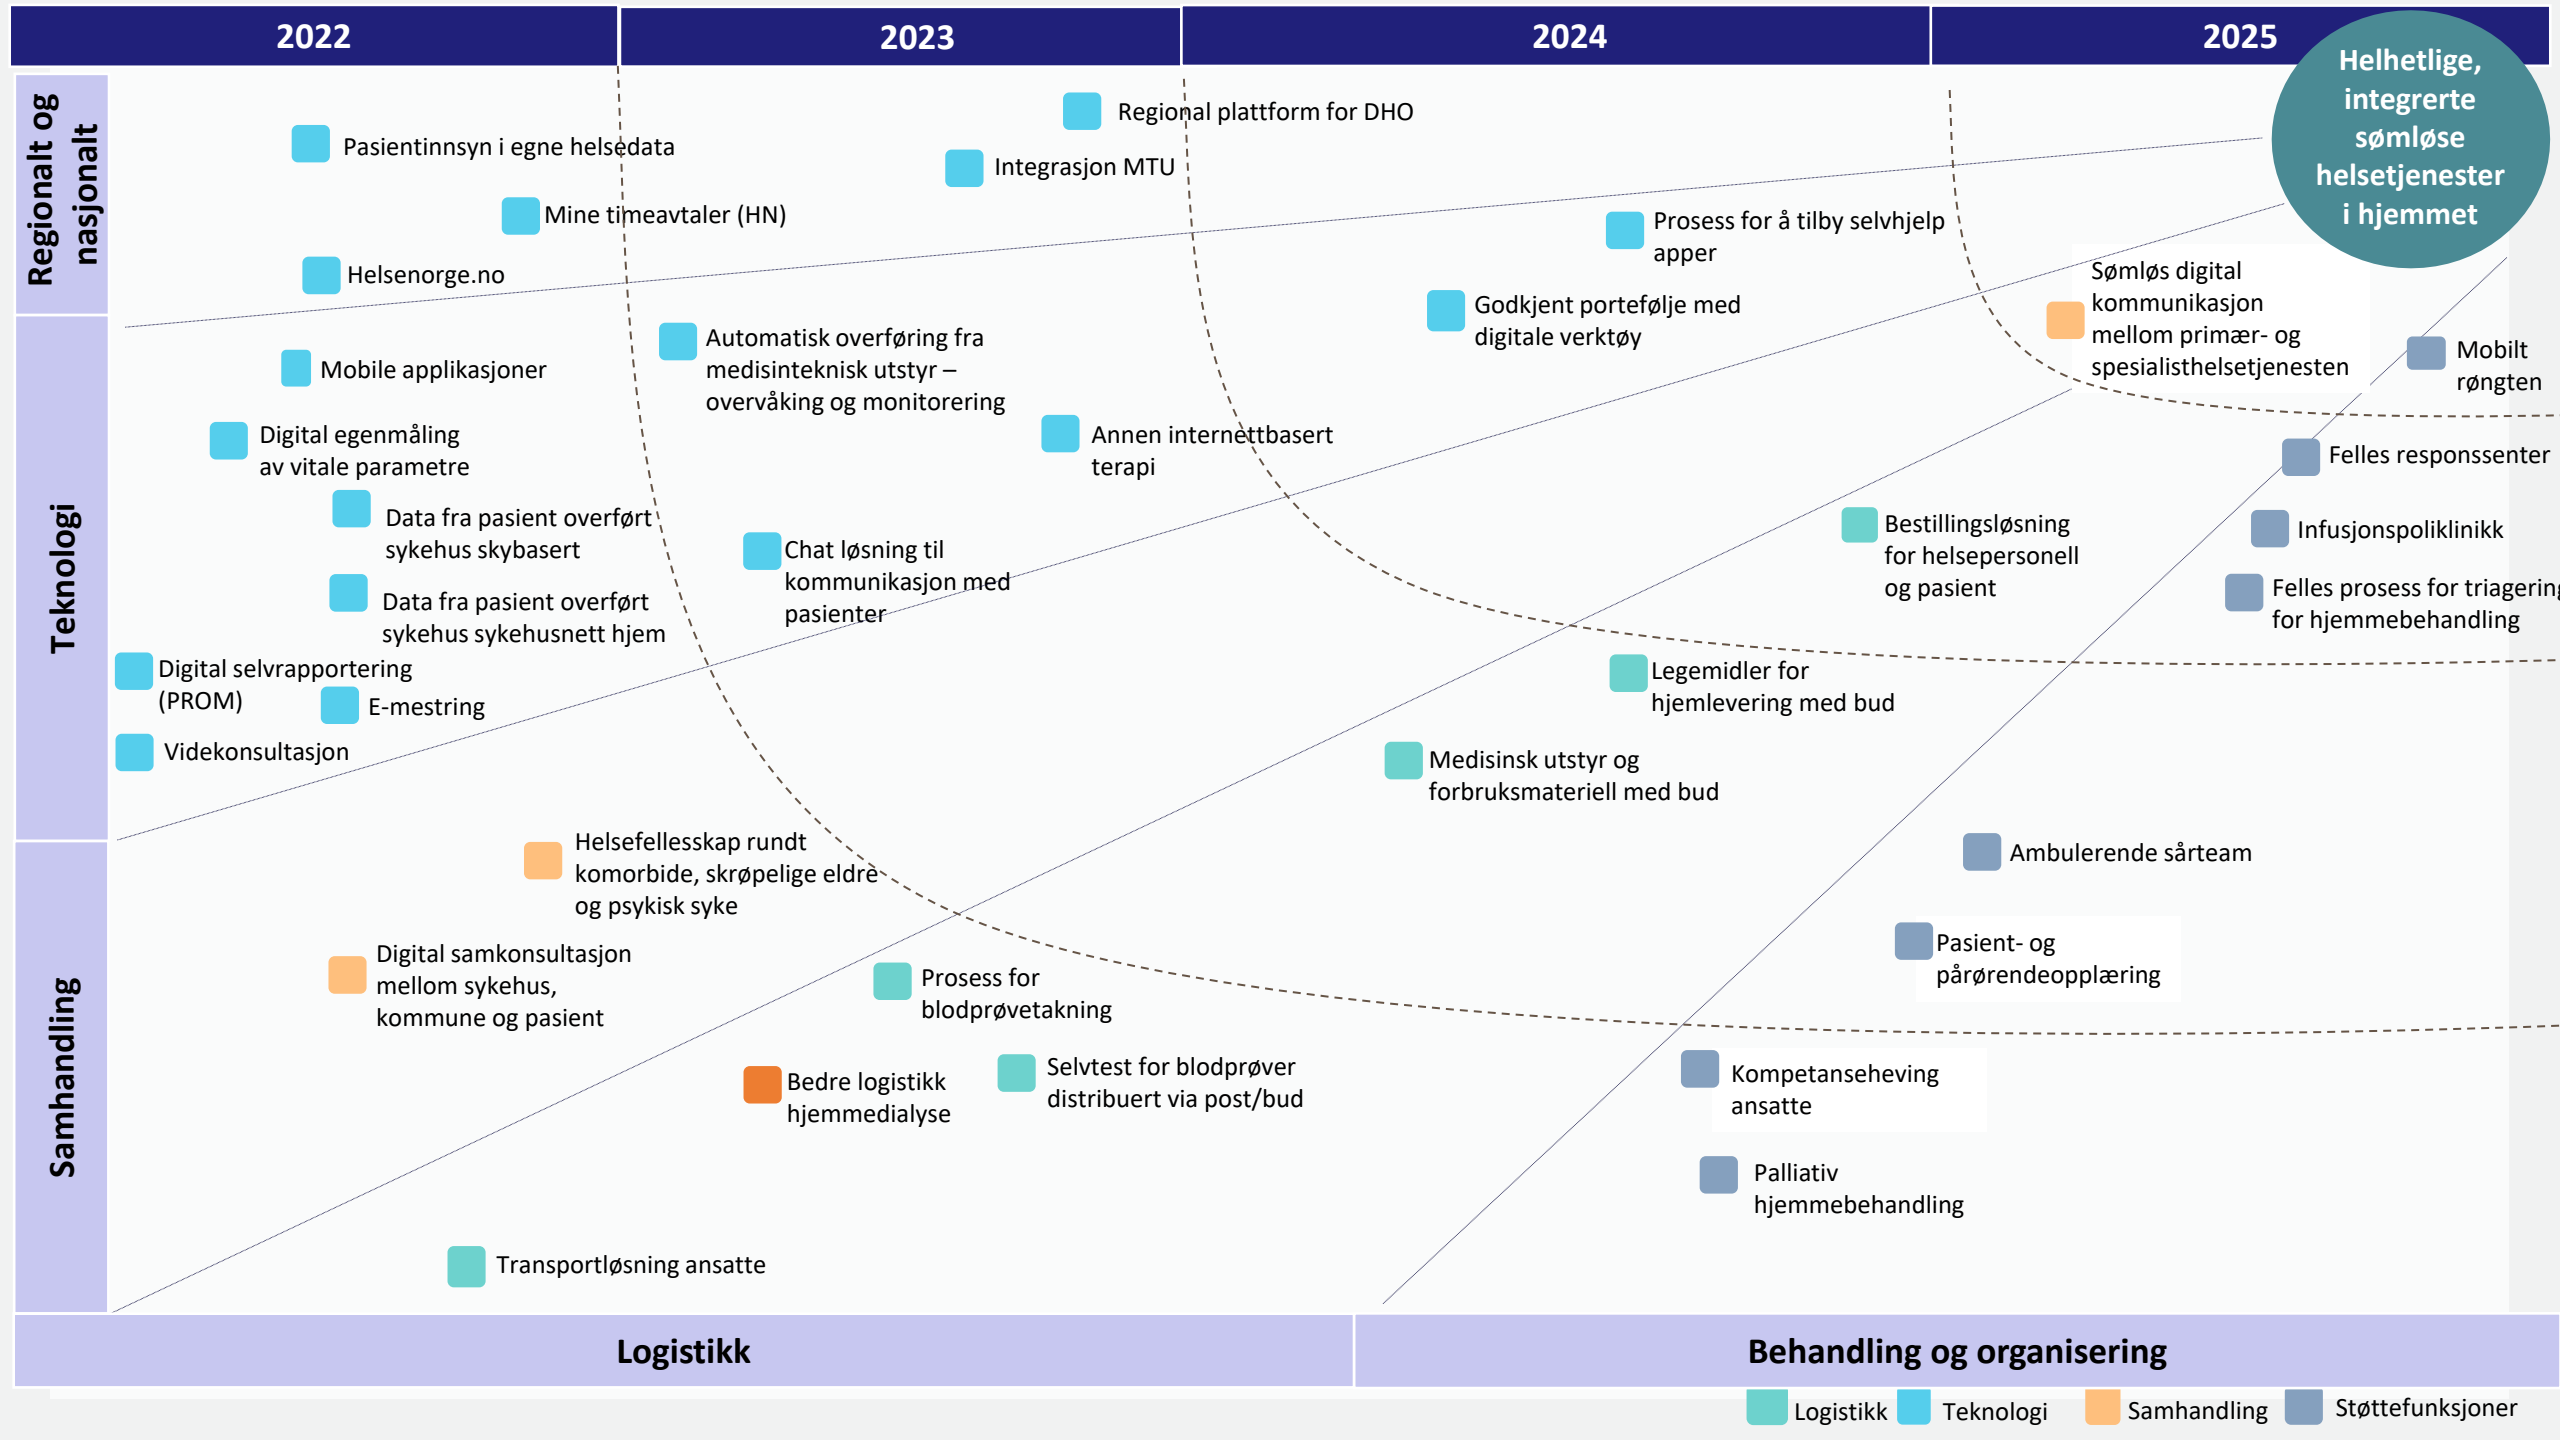 2022
2023
2024
2025
Helhetlige,
integrerte
sømløse
helsetjenester
i hjemmet
Regionalt og
nasjonalt
Pasientinnsyn i egne helsedata
Mine timeavtaler (HN)
Helsenorge.no
Regional plattform for DHO
Integrasjon MTU
Prosess for å tilby selvhjelp
apper
Godkjent portefølje med
digitale verktøy
Sømløs digital
kommunikasjon
mellom primær- og
spesialisthelsetjenesten
Mobilt
røngten
Teknologi
Mobile applikasjoner
Digital egenmåling
av vitale parametre
Data fra pasient overført
sykehus skybasert
Data fra pasient overført
sykehus sykehusnett hjem
Digital selvrapportering
(PROM)
E-mestring
Videkonsultasjon
Automatisk overføring fra
medisinteknisk utstyr –
overvåking og monitorering
Annen internettbasert
terapi
Chat løsning til
kommunikasjon med
pasienter
Bestillingsløsning
for helsepersonell
og pasient
Felles responssenter
Infusjonspoliklinikk
Felles prosess for triagering
for hjemmebehandling
Legemidler for
hjemlevering med bud
Medisinsk utstyr og
forbruksmateriell med bud
Samhandling
Helsefellesskap rundt
komorbide, skrøpelige eldre
og psykisk syke
Digital samkonsultasjon
mellom sykehus,
kommune og pasient
Prosess for
blodprøvetakning
Bedre logistikk
hjemmedialyse
Selvtest for blodprøver
distribuert via post/bud
Transportløsning ansatte
Ambulerende sårteam
Pasient- og
pårørendeopplæring
Kompetanseheving
ansatte
Palliativ
hjemmebehandling
Logistikk
Behandling og organisering
Logistikk
Teknologi
Samhandling
Støttefunksjoner